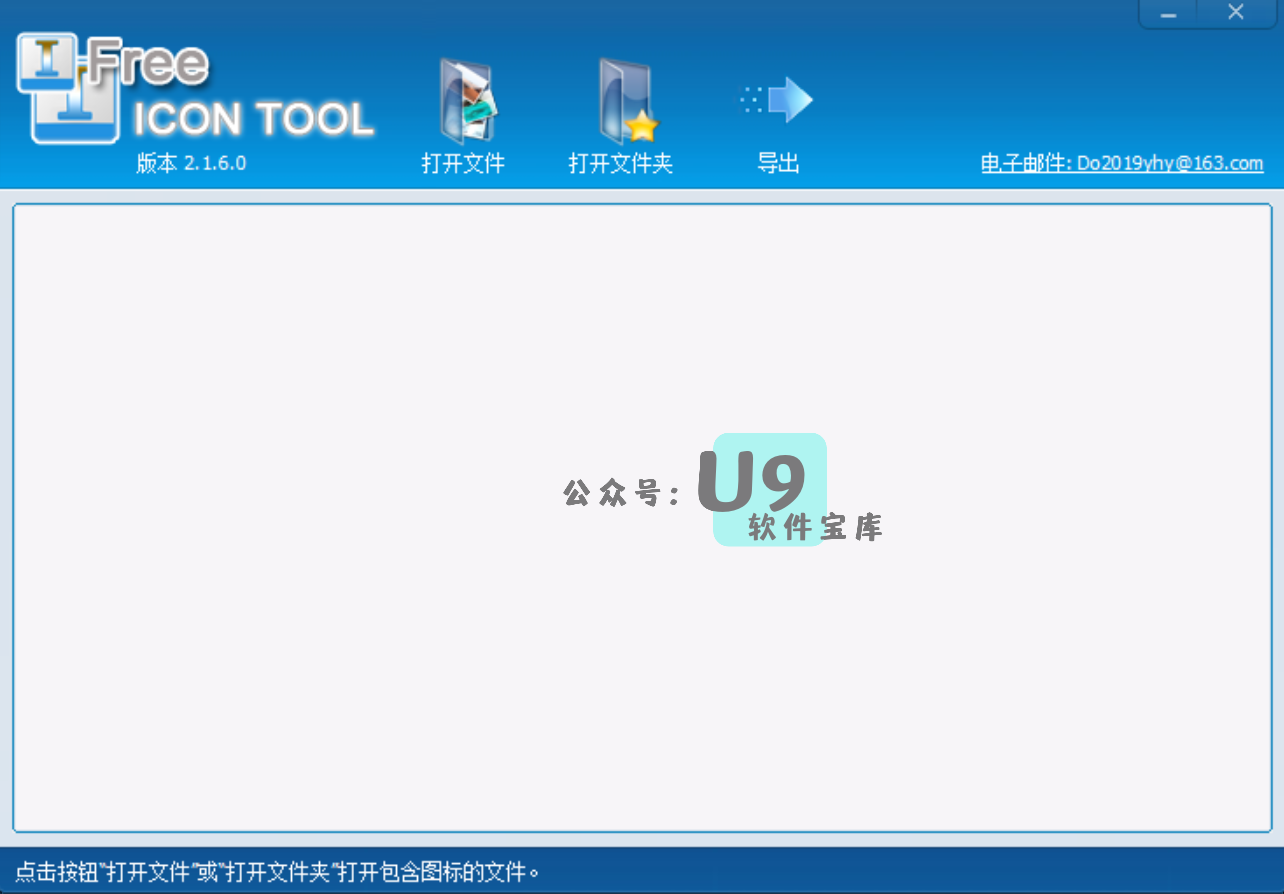 Free
ICON TOOL
版本 2.1.6.0
打开文件
打开文件夹
导出
电子邮件: Do2019yhy@163.com
公众号: U9
软件宝库
点击按钮"打开文件"或"打开文件夹"打开包含图标的文件。